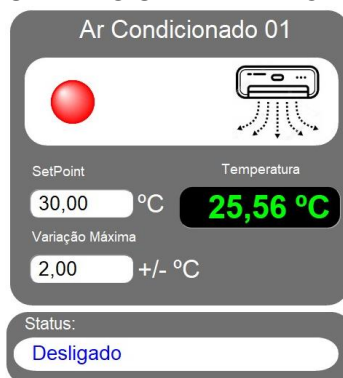 Ar Condicionado 01
SetPoint
Temperatura
30,00 ºC
25,56 ºC
Variação Máxima
2,00 +/- ºC
Status:
Desligado